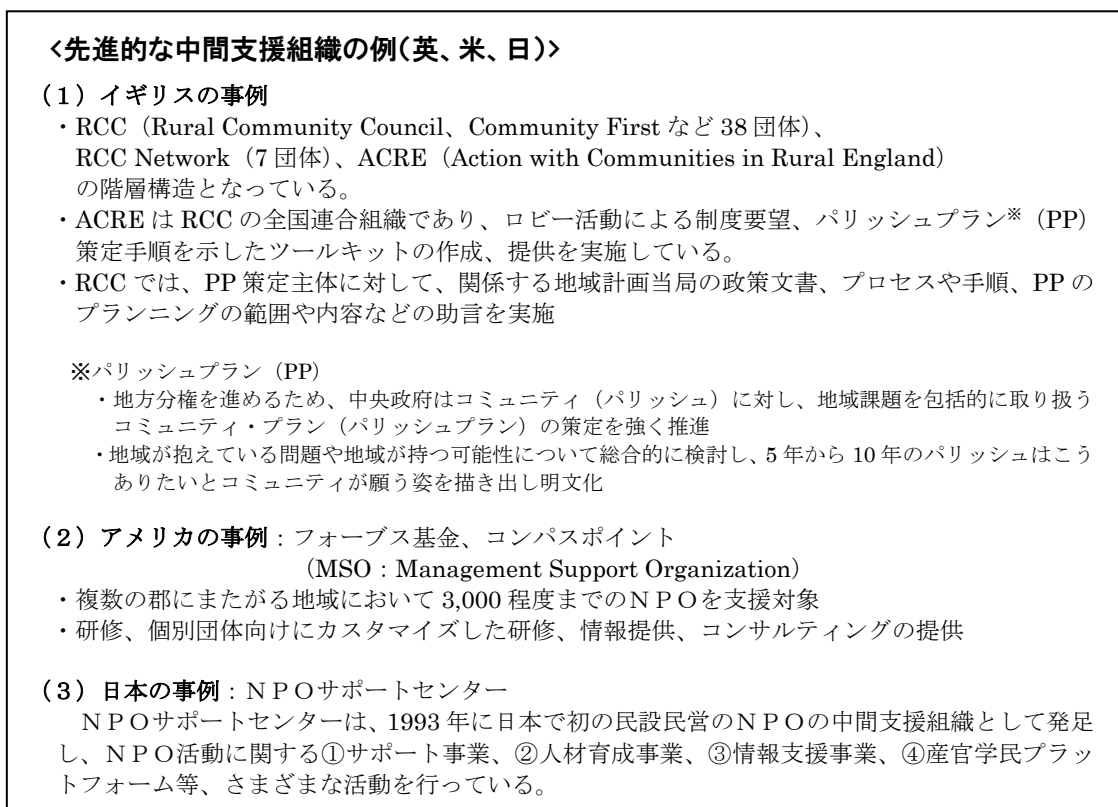 <先進的な中間支援組織の例(英、米、日)>
（１）イギリスの事例
・RCC（Rural Community Council、Community First など 38 団体）、
RCC Network（7 団体）、ACRE（Action with Communities in Rural England）
の階層構造となっている。
・ACRE は RCC の全国連合組織であり、ロビー活動による制度要望、パリッシュプラン※（PP）
策定手順を示したツールキットの作成、提供を実施している。
・RCC では、PP 策定主体に対して、関係する地域計画当局の政策文書、プロセスや手順、PP の
プランニングの範囲や内容などの助言を実施
※パリッシュプラン（PP）
・地方分権を進めるため、中央政府はコミュニティ（パリッシュ）に対し、地域課題を包括的に取り扱う
コミュニティ・プラン（パリッシュプラン）の策定を強く推進
・地域が抱えている問題や地域が持つ可能性について総合的に検討し、5 年から 10 年のパリッシュはこう
ありたいとコミュニティが願う姿を描き出し明文化
（２）アメリカの事例：フォーブス基金、コンパスポイント
（MSO：Management Support Organization）
・複数の郡にまたがる地域において 3,000 程度までのＮＰＯを支援対象
・研修、個別団体向けにカスタマイズした研修、情報提供、コンサルティングの提供
（３）日本の事例：ＮＰＯサポートセンター
ＮＰＯサポートセンターは、1993 年に日本で初の民設民営のＮＰＯの中間支援組織として発足
し、ＮＰＯ活動に関する①サポート事業、②人材育成事業、③情報支援事業、④産官学民プラッ
トフォーム等、さまざまな活動を行っている。